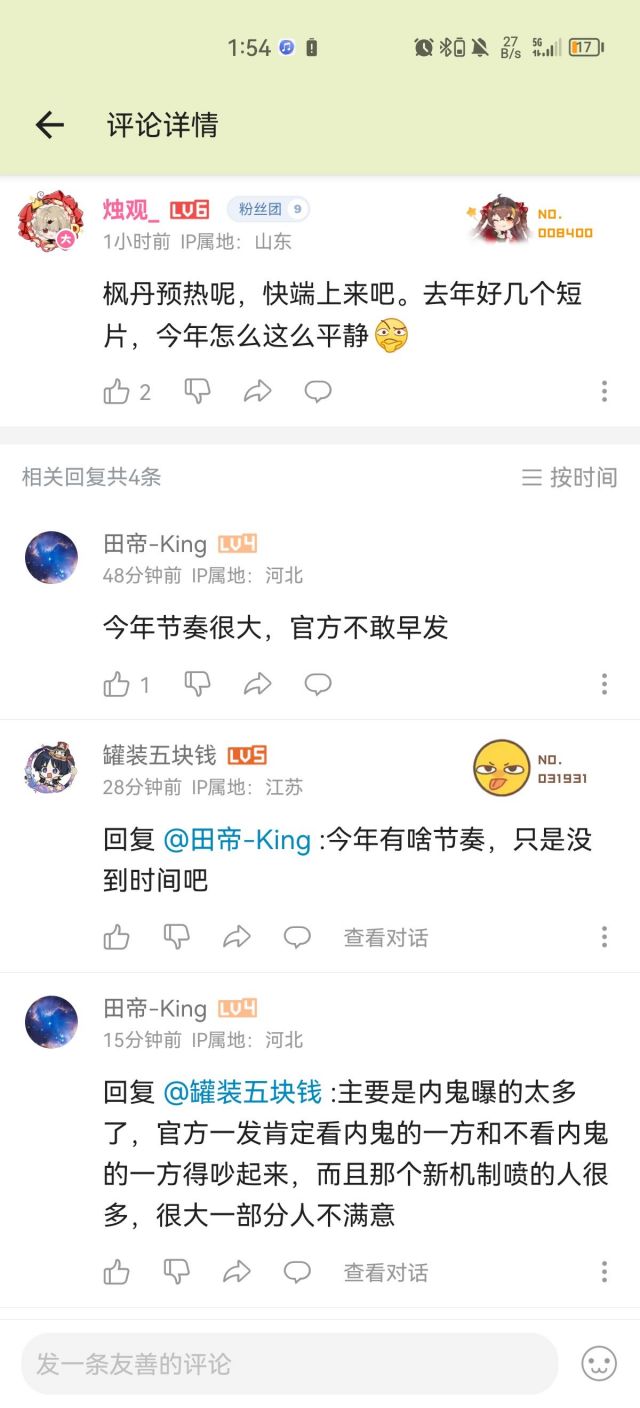 1:54
27
B/s
5G
17
评论详情
烛观_ LV6 粉丝团 9
NO.
008400
1小时前 IP属地：山东
枫丹预热呢，快端上来吧。去年好几个短
片，今年怎么这么平静
2
相关回复共4条
按时间
田帝-King LV4
48分钟前 IP属地：河北
今年节奏很大，官方不敢早发
1
罐装五块钱 LV5
NO.
031931
28分钟前 IP属地：江苏
回复 @田帝-King :今年有啥节奏，只是没
到时间吧
查看对话
田帝-King LV4
15分钟前 IP属地：河北
回复 @罐装五块钱 :主要是内鬼曝的太多
了，官方一发肯定看内鬼的一方和不看内鬼
的一方得吵起来，而且那个新机制喷的人很
多，很大一部分人不满意
查看对话
发一条友善的评论